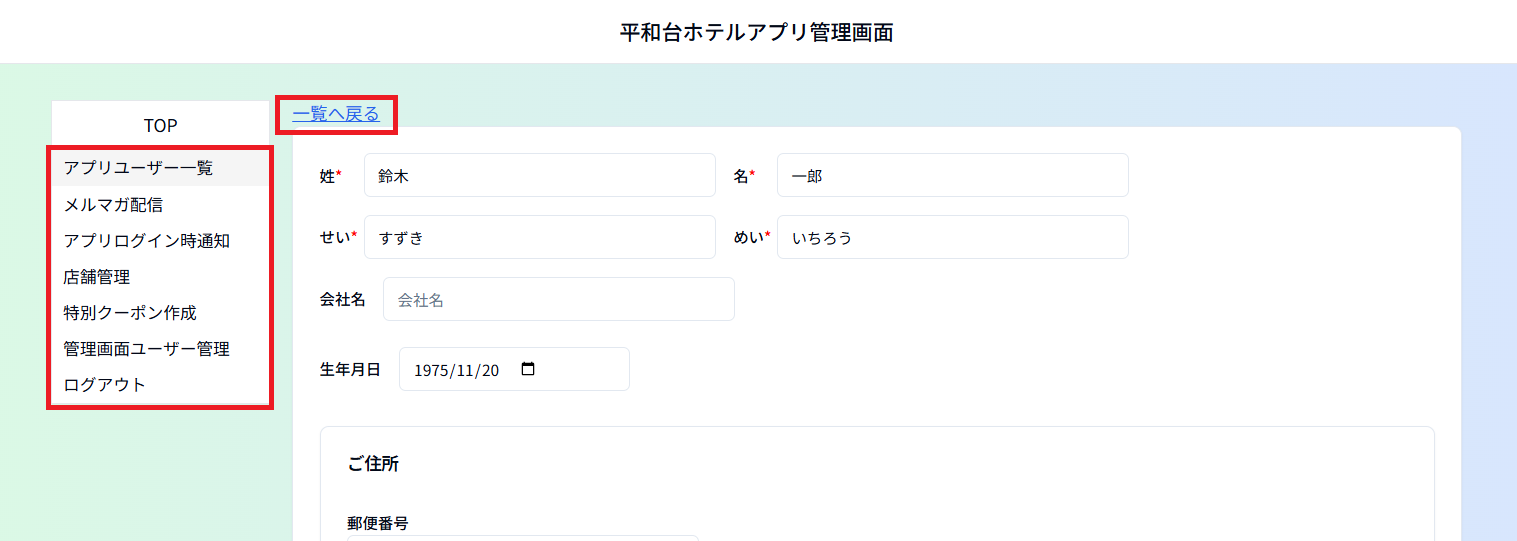 平和台ホテルアプリ管理画面
TOP
アプリユーザー一覧
メルマガ配信
アプリログイン時通知
店舗管理
特別クーポン作成
管理画面ユーザー管理
ログアウト
一覧へ戻る
姓* 鈴木 名* 一郎
せい* すずき めい* いちろう
会社名 会社名
生年月日 1975/11/20
ご住所
郵便番号